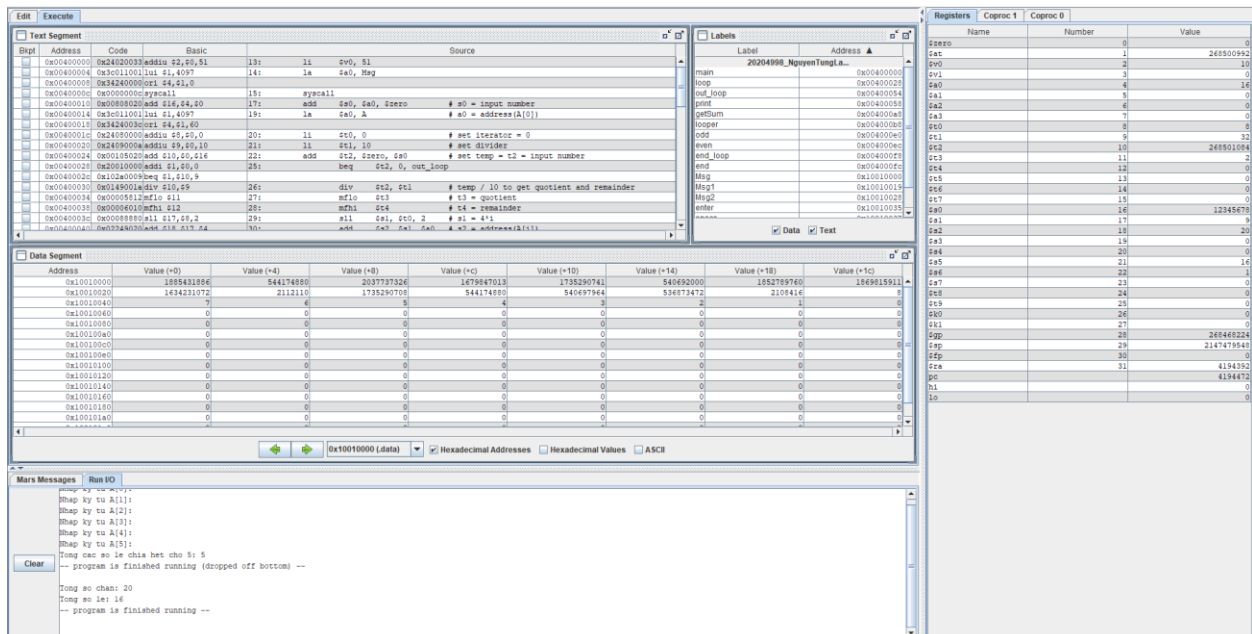 Edit Execute
Text Segment
Bkpt Address Code Basic Source
0x00400000 0x24020033 addiu $2,$0,51 13: li $v0, 51
0x00400004 0x3c011001 lui $1,4097 14: la $a0, Msg
0x00400008 0x34240000 ori $4,$1,0
0x0040000c 0x0000000c syscall 15: syscall
0x00400010 0x00808020 add $16,$4,$0 17: add $s0, $a0, $zero # s0 = input number
0x00400014 0x3c011001 lui $1,4097 19: la $a0, A # a0 = address(A[0])
0x00400018 0x3424003c ori $4,$1,60
0x0040001c 0x24080000 addiu $8,$0,0 20: li $t0, 0 # set iterator = 0
0x00400020 0x2409000a addiu $9,$0,10 21: li $t1, 10 # set divider
0x00400024 0x00105020 add $10,$0,$16 22: add $t2, $zero, $s0 # set temp = t2 = input number
0x00400028 0x20010000 addi $1,$0,0 25: beq $t2, 0, out_loop
0x0040002c 0x102a0009 beq $1,$10,9
0x00400030 0x0149001a div $10,$9 26: div $t2, $t1 # temp / 10 to get quotient and remainder
0x00400034 0x00005812 mflo $11 27: mflo $t3 # t3 = quotient
0x00400038 0x00006010 mfhi $12 28: mfhi $t4 # t4 = remainder
0x0040003c 0x00088880 sll $17,$8,2 29: sll $s1, $t0, 2 # s1 = 4*i
0x00400040 0x02249020 add $18,$17,$4 30: add $s2, $s1, $a0 # s2 = address(A[i])
Labels
Label Address ▲
20204998_NguyenTungLa...
main 0x00400000
loop 0x00400028
out_loop 0x00400054
print 0x00400058
getSum 0x004000a8
looper 0x004000b8
odd 0x004000e0
even 0x004000ec
end_loop 0x004000f8
end 0x004000fc
Msg 0x10010000
Msg1 0x10010019
Msg2 0x10010028
enter 0x10010035
Data Text
Data Segment
Address Value (+0) Value (+4) Value (+8) Value (+c) Value (+10) Value (+14) Value (+18) Value (+1c)
0x10010000 1885431886 544174880 2037737326 1679847013 1735290741 540692000 1852789760 1869815911
0x10010020 1634231072 2112110 1735290708 544174880 540697964 536873472 2108416 8
0x10010040 7 6 5 4 3 2 1 0
0x10010060 0 0 0 0 0 0 0 0
0x10010080 0 0 0 0 0 0 0 0
0x100100a0 0 0 0 0 0 0 0 0
0x100100c0 0 0 0 0 0 0 0 0
0x100100e0 0 0 0 0 0 0 0 0
0x10010100 0 0 0 0 0 0 0 0
0x10010120 0 0 0 0 0 0 0 0
0x10010140 0 0 0 0 0 0 0 0
0x10010160 0 0 0 0 0 0 0 0
0x10010180 0 0 0 0 0 0 0 0
0x100101a0 0 0 0 0 0 0 0 0
0x10010000 (.data) Hexadecimal Addresses Hexadecimal Values ASCII
Mars Messages Run I/O
Clear
Nhap ky tu A[1]:
Nhap ky tu A[2]:
Nhap ky tu A[3]:
Nhap ky tu A[4]:
Nhap ky tu A[5]:
Tong cac so le chia het cho 5: 5
-- program is finished running (dropped off bottom) --
Tong so chan: 20
Tong so le: 16
-- program is finished running --
Registers Coproc 1 Coproc 0
Name Number Value
$zero 0 0
$at 1 268500992
$v0 2 10
$v1 3 0
$a0 4 16
$a1 5 0
$a2 6 0
$a3 7 0
$t0 8 8
$t1 9 32
$t2 10 268501084
$t3 11 2
$t4 12 0
$t5 13 0
$t6 14 0
$t7 15 0
$s0 16 12345678
$s1 17 9
$s2 18 20
$s3 19 0
$s4 20 0
$s5 21 16
$s6 22 1
$s7 23 0
$t8 24 0
$t9 25 0
$k0 26 0
$k1 27 0
$gp 28 268468224
$sp 29 2147479548
$fp 30 0
$ra 31 4194392
pc 4194472
hi 0
lo 0